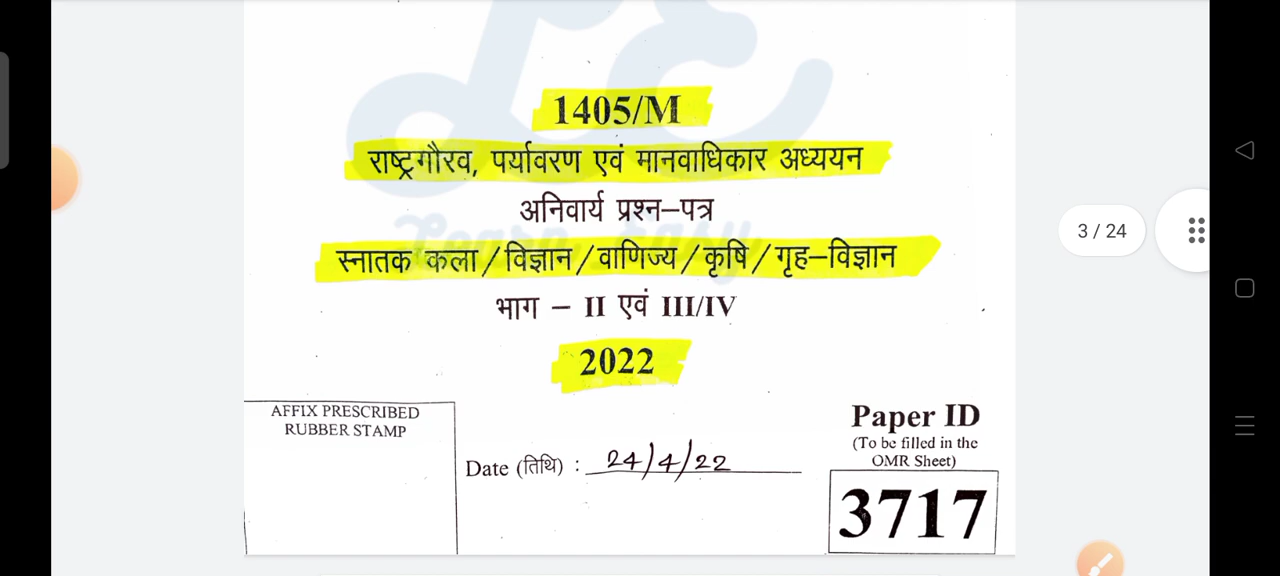 1405/M
राष्ट्रगौरव, पर्यावरण एवं मानवाधिकार अध्ययन
अनिवार्य प्रश्न–पत्र
Learn Easy
स्नातक कला/विज्ञान/वाणिज्य/कृषि/गृह–विज्ञान
भाग – II एवं III/IV
2022
AFFIX PRESCRIBED
RUBBER STAMP
Date (तिथि) : 24/4/22
Paper ID
(To be filled in the
OMR Sheet)
3717
3 / 24